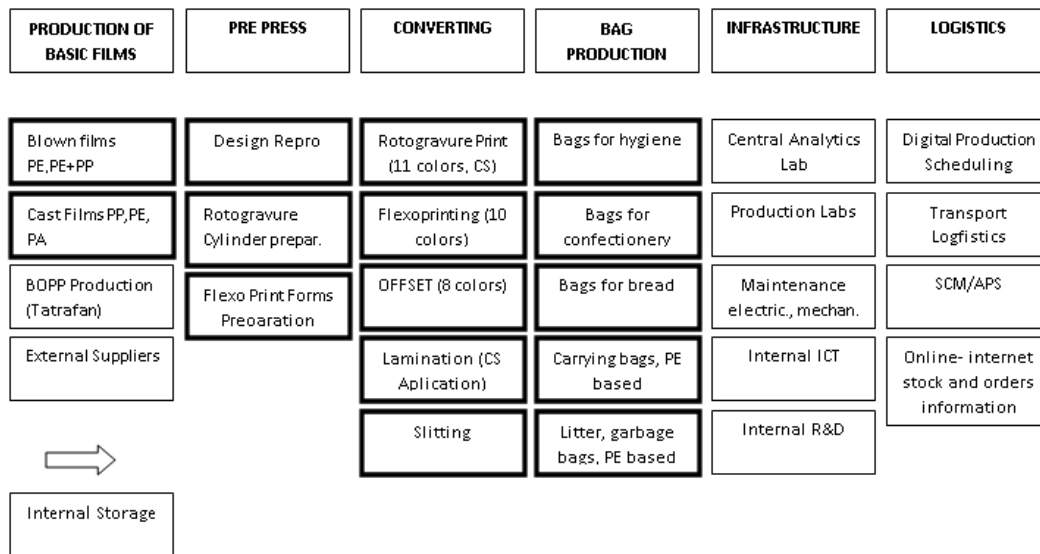 PRODUCTION OF
BASIC FILMS
PRE PRESS
CONVERTING
BAG
PRODUCTION
INFRASTRUCTURE
LOGISTICS
Blown films
PE,PE+PP
Cast Films PP,PE,
PA
BOPP Production
(Tatrafan)
External Suppliers
Internal Storage
Design Repro
Rotogravure
Cylinder prepar.
Flexo Print Forms
Preoaration
Rotogravure Print
(11 colors, CS)
Flexoprinting (10
colors)
OFFSET (8 colors)
Lamination (CS
Aplication)
Slitting
Bags for hygiene
Bags for
confectionery
Bags for bread
Carrying bags, PE
based
Litter, garbage
bags, PE based
Central Analytics
Lab
Production Labs
Maintenance
electric., mechan.
Internal ICT
Internal R&D
Digital Production
Scheduling
Transport
Logfistics
SCM/APS
Online- internet
stock and orders
information